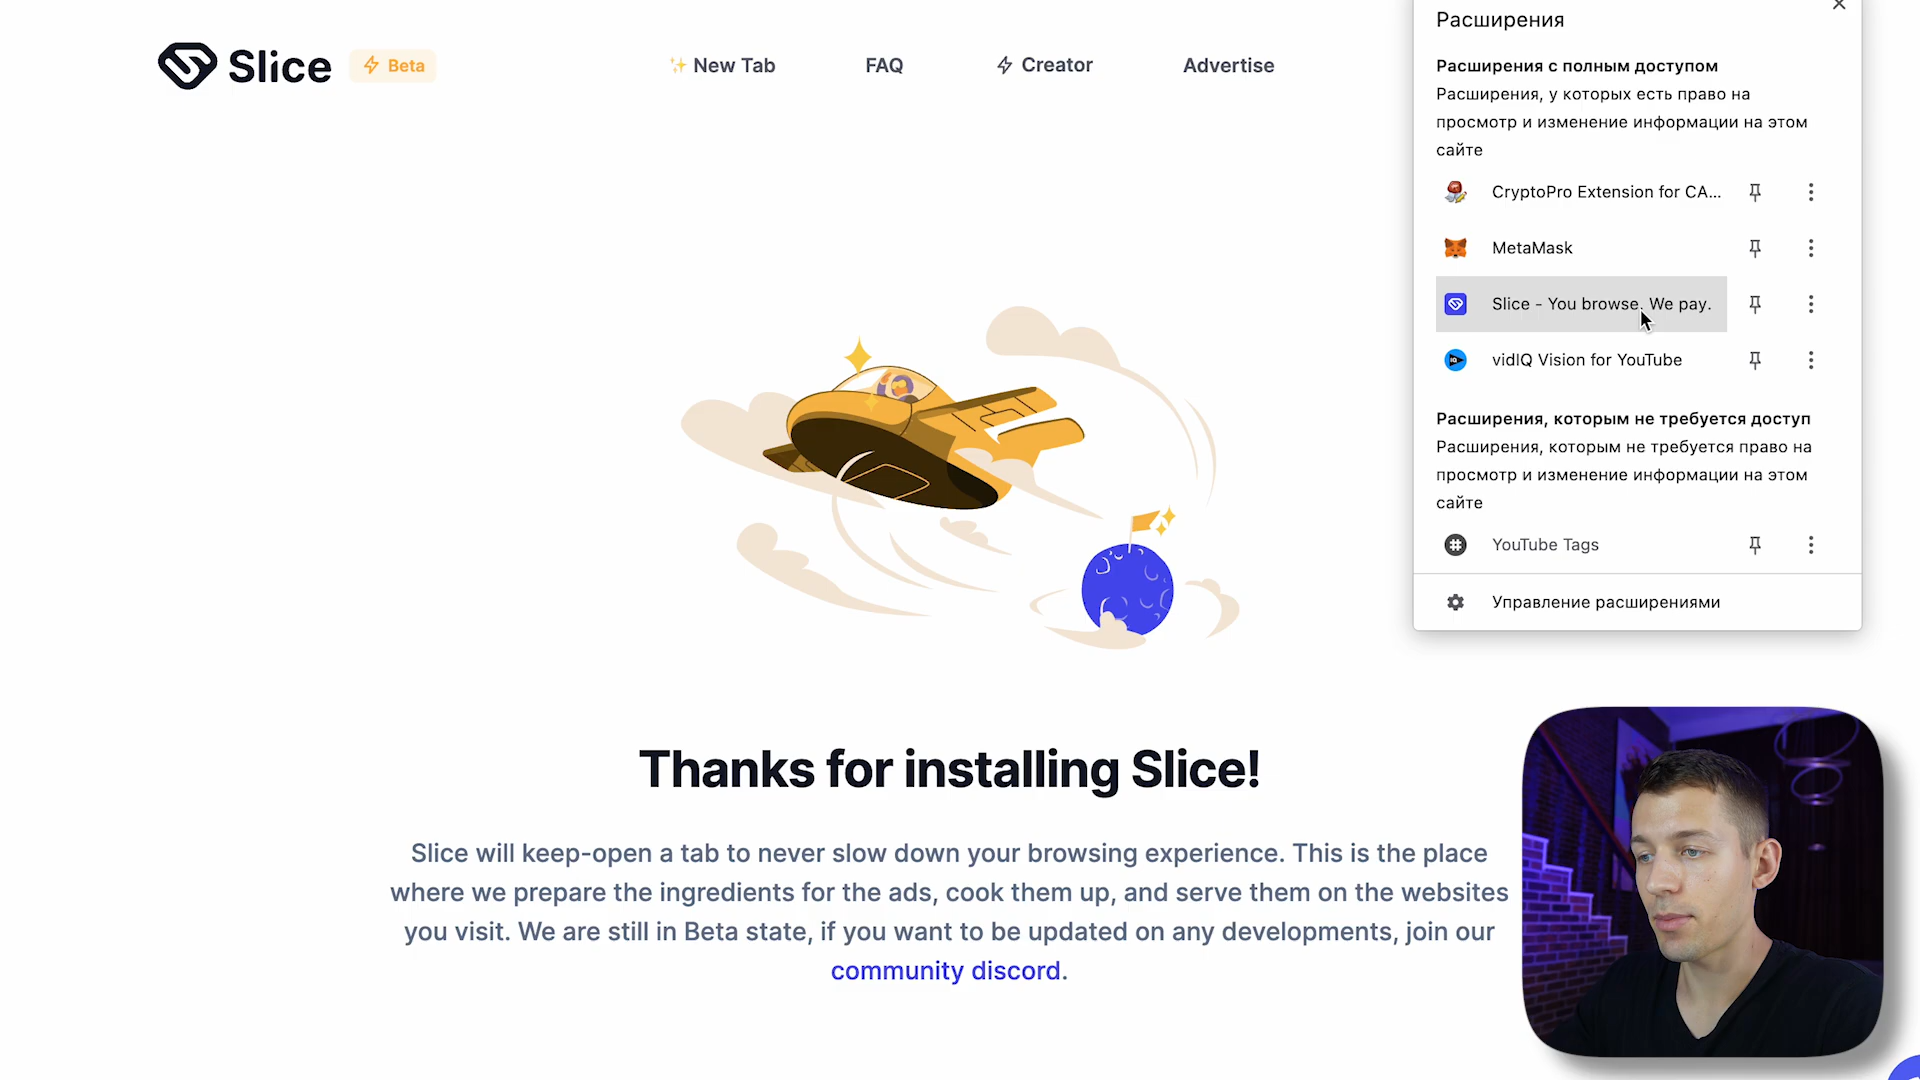 Slice
Beta
New Tab
FAQ
Creator
Advertise
Расширения
Расширения с полным доступом
Расширения, у которых есть право на
просмотр и изменение информации на этом
сайте
CryptoPro Extension for CA...
MetaMask
Slice - You browse. We pay.
vidIQ Vision for YouTube
Расширения, которым не требуется доступ
Расширения, которым не требуется право на
просмотр и изменение информации на этом
сайте
YouTube Tags
Управление расширениями
Thanks for installing Slice!
Slice will keep-open a tab to never slow down your browsing experience. This is the place
where we prepare the ingredients for the ads, cook them up, and serve them on the websites
you visit. We are still in Beta state, if you want to be updated on any developments, join our
community discord.